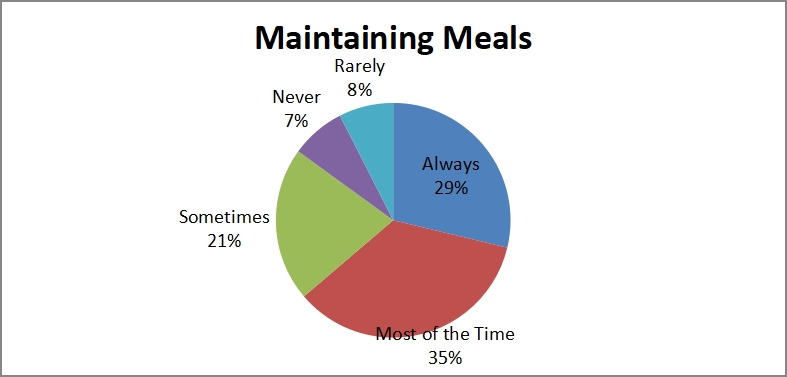 Maintaining Meals
Rarely
8%
Never
7%
Always
29%
Sometimes
21%
Most of the Time
35%